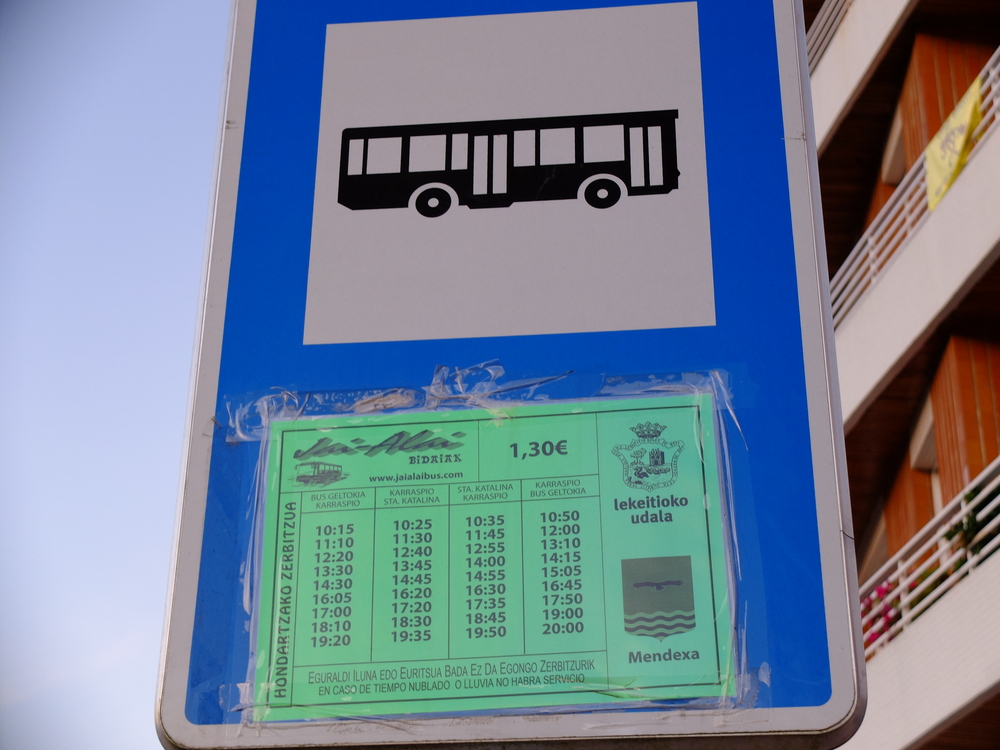 Jai-Alai
BIDAIAK
www.jaialaibus.com
1,30€
HONDARTZAKO ZERBITZUA
BUS GELTOKIA KARRASPIO STA. KATALINA KARRASPIO
KARRASPIO STA. KATALINA KARRASPIO BUS GELTOKIA
10:15 10:25 10:35 10:50
11:10 11:30 11:45 12:00
12:20 12:40 12:55 13:10
13:30 13:45 14:00 14:15
14:30 14:45 14:55 15:05
16:05 16:20 16:30 16:45
17:00 17:20 17:35 17:50
18:10 18:30 18:45 19:00
19:20 19:35 19:50 20:00
lekeitioko
udala
Mendexa
EGURALDI ILUNA EDO EURITSUA BADA EZ DA EGONGO ZERBITZURIK
EN CASO DE TIEMPO NUBLADO O LLUVIA NO HABRA SERVICIO